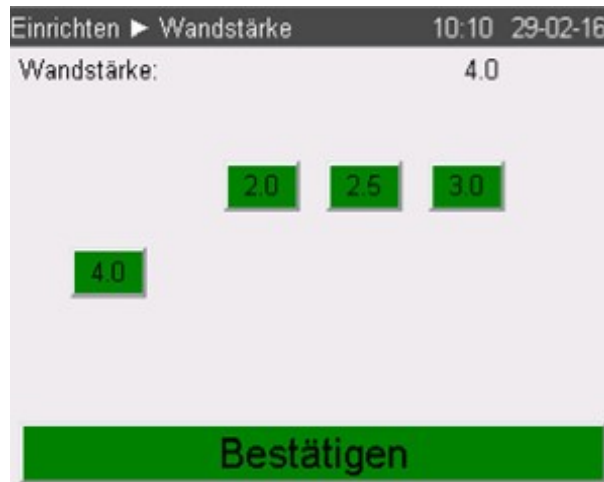 Einrichten ► Wandstärke 10:10 29-02-16
Wandstärke: 4.0
2.0 2.5 3.0
4.0
Bestätigen